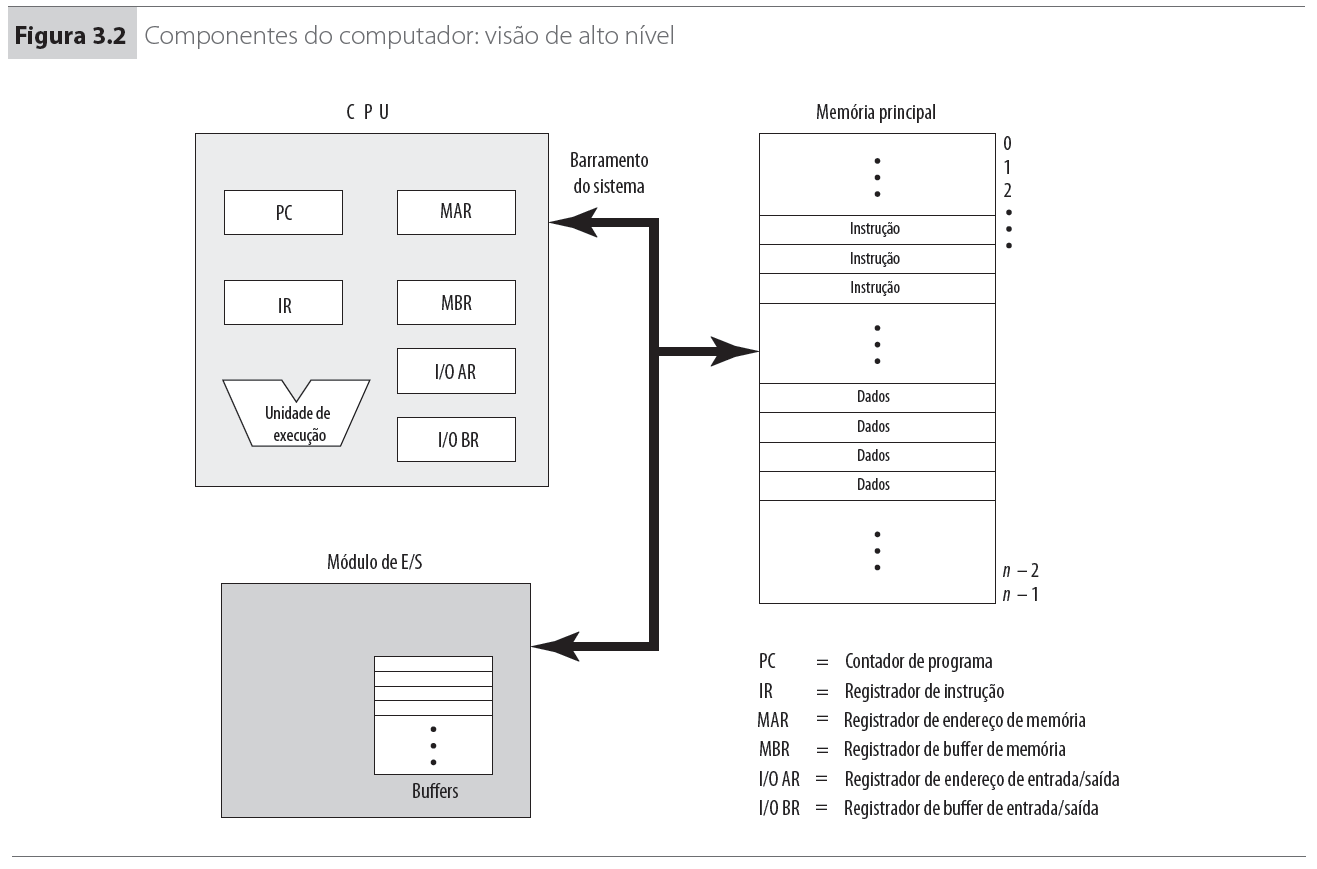 Figura 3.2 Componentes do computador: visão de alto nível
C P U
PC
MAR
IR
MBR
I/O AR
Unidade de
execução
I/O BR
Barramento
do sistema
Memória principal
0
1
2
Instrução
Instrução
Instrução
Dados
Dados
Dados
Dados
n – 2
n – 1
Módulo de E/S
Buffers
PC = Contador de programa
IR = Registrador de instrução
MAR = Registrador de endereço de memória
MBR = Registrador de buffer de memória
I/O AR = Registrador de endereço de entrada/saída
I/O BR = Registrador de buffer de entrada/saída